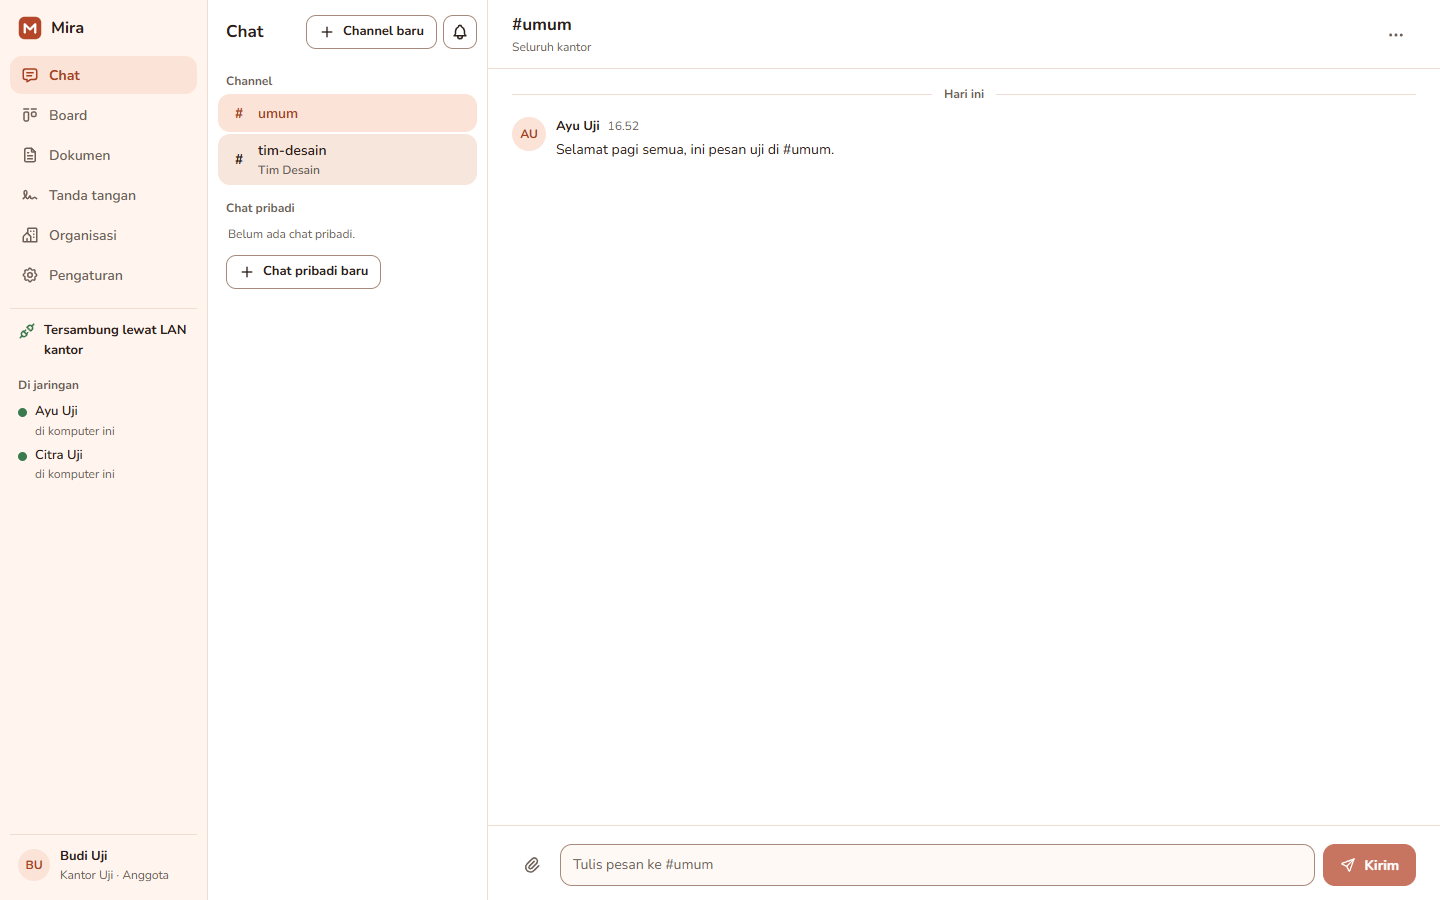 Mira
Chat
Board
Dokumen
Tanda tangan
Organisasi
Pengaturan
Tersambung lewat LAN
kantor
Di jaringan
Ayu Uji
di komputer ini
Citra Uji
di komputer ini
BU
Budi Uji
Kantor Uji · Anggota
Chat
Channel baru
Channel
# umum
# tim-desain
Tim Desain
Chat pribadi
Belum ada chat pribadi.
Chat pribadi baru
#umum
Seluruh kantor
Hari ini
AU
Ayu Uji 16.52
Selamat pagi semua, ini pesan uji di #umum.
Tulis pesan ke #umum
Kirim